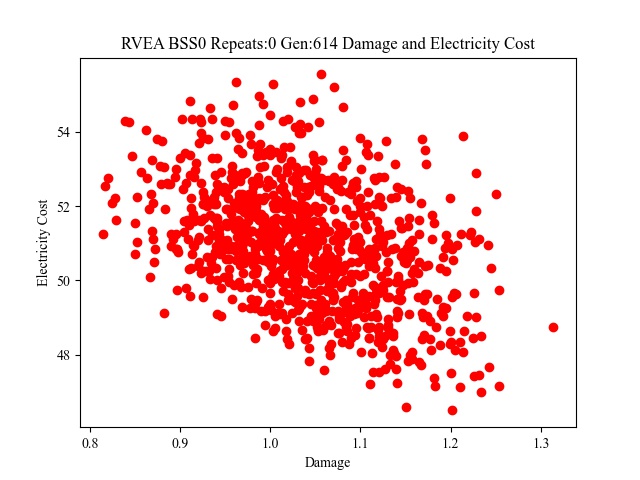 RVEA BSS0 Repeats:0 Gen:614 Damage and Electricity Cost
54
52
50
48
Electricity Cost
0.8 0.9 1.0 1.1 1.2 1.3
Damage